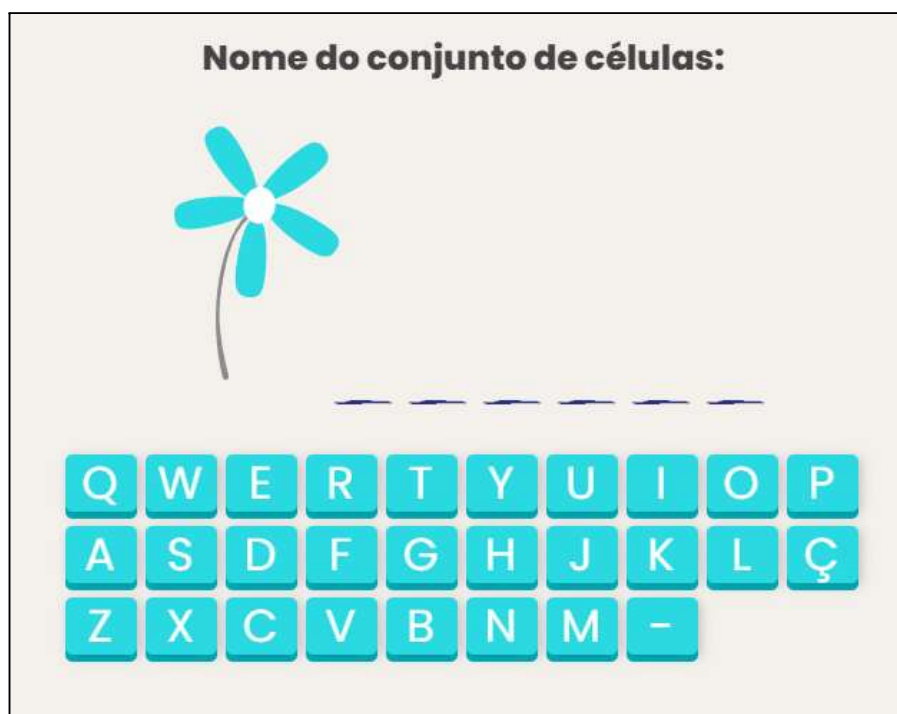 Nome do conjunto de células:
Q W E R T Y U I O P
A S D F G H J K L Ç
Z X C V B N M -